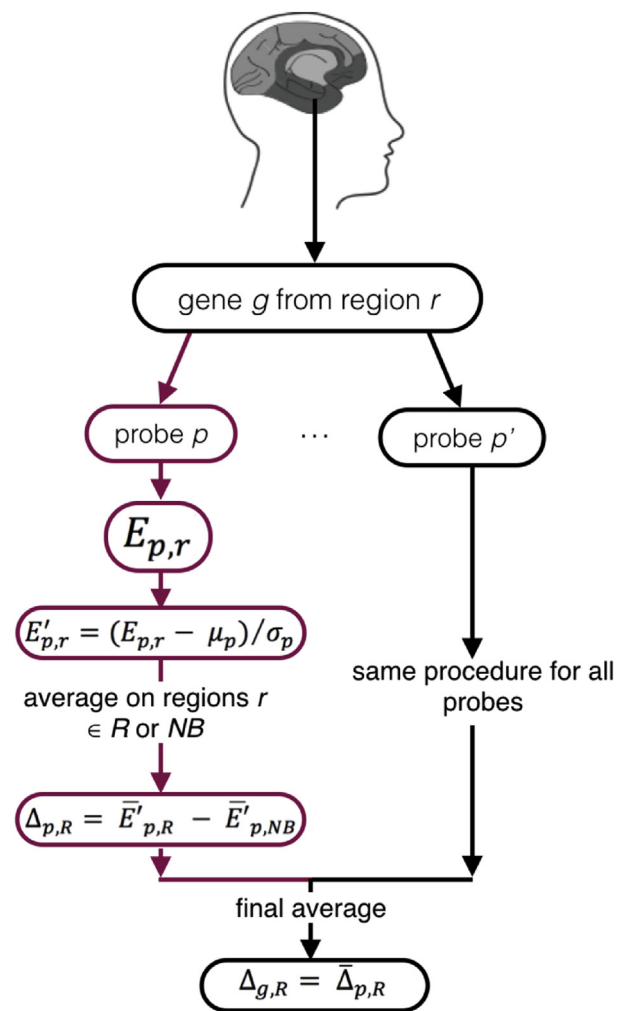 gene g from region r
probe p
...
probe p'
E_{p,r}
E'_{p,r} = (E_{p,r} − μ_p)/σ_p
average on regions r
∈ R or NB
same procedure for all
probes
Δ_{p,R} = Ē'_{p,R} − Ē'_{p,NB}
final average
Δ_{g,R} = Δ̄_{p,R}